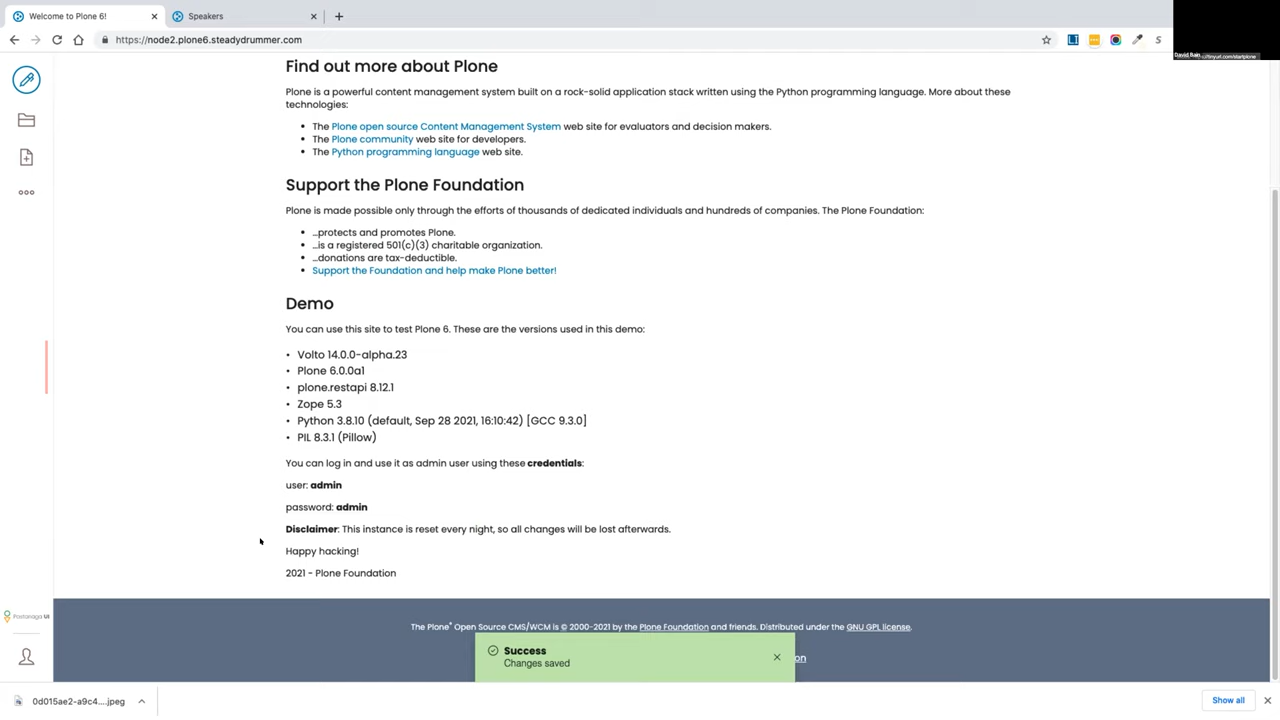 Welcome to Plone 6!
Speakers
https://node2.plone6.steadydrummer.com
David Bain
Find out more about Plone
Plone is a powerful content management system built on a rock-solid application stack written using the Python programming language. More about these
technologies:
• The Plone open source Content Management System web site for evaluators and decision makers.
• The Plone community web site for developers.
• The Python programming language web site.
Support the Plone Foundation
Plone is made possible only through the efforts of thousands of dedicated individuals and hundreds of companies. The Plone Foundation:
• …protects and promotes Plone.
• …is a registered 501(c)(3) charitable organization.
• …donations are tax-deductible.
• Support the Foundation and help make Plone better!
Demo
You can use this site to test Plone 6. These are the versions used in this demo:
• Volto 14.0.0-alpha.23
• Plone 6.0.0a1
• plone.restapi 8.12.1
• Zope 5.3
• Python 3.8.10 (default, Sep 28 2021, 16:10:42) [GCC 9.3.0]
• PIL 8.3.1 (Pillow)
You can log in and use it as admin user using these credentials:
user: admin
password: admin
Disclaimer: This instance is reset every night, so all changes will be lost afterwards.
Happy hacking!
2021 - Plone Foundation
Pastanaga UI
The Plone® Open Source CMS/WCM is © 2000-2021 by the Plone Foundation and friends. Distributed under the GNU GPL license.
Success
Changes saved
on
0d015ae2-a9c4....jpeg
Show all